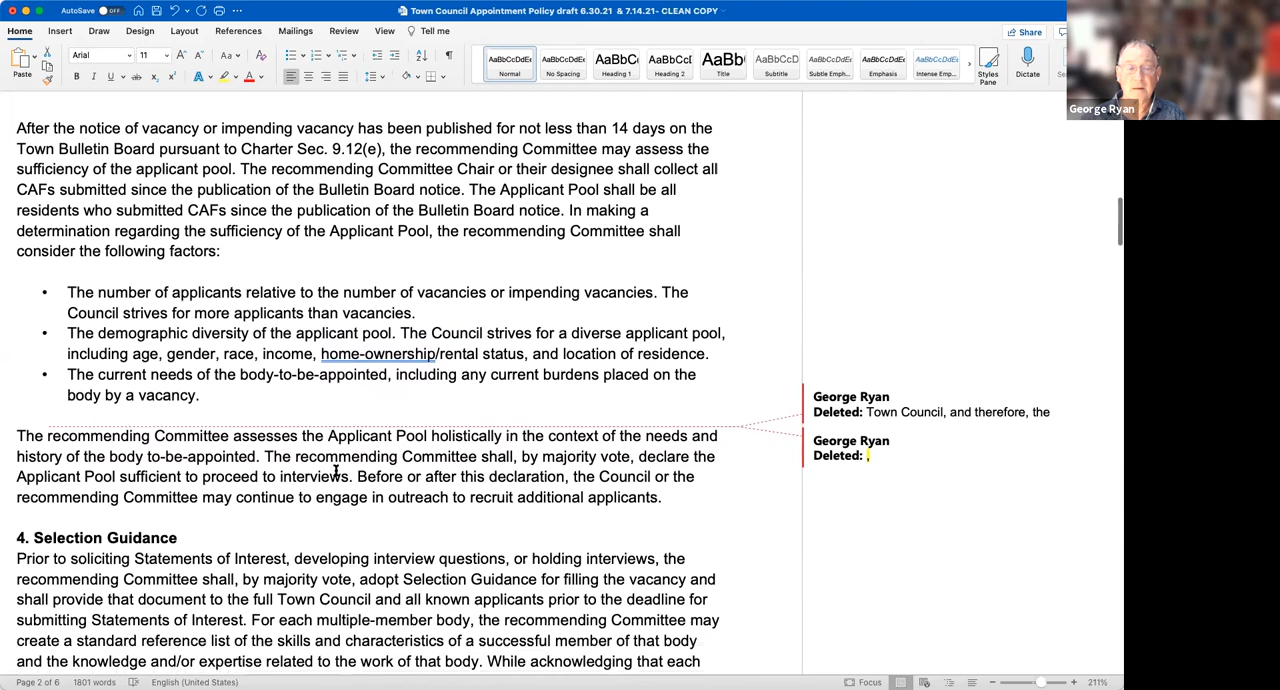 AutoSave OFF
Town Council Appointment Policy draft 6.30.21 & 7.14.21- CLEAN COPY
Home Insert Draw Design Layout References Mailings Review View Tell me
Share
Paste
Arial 11
AaBbCcDdEe AaBbCcDdEe AaBbCc AaBbCcI AaBb AaBbCcD AaBbCcDdEe AaBbCcDdEe AaBbCcDdEe
Normal No Spacing Heading 1 Heading 2 Title Subtitle Subtle Emph... Emphasis Intense Emp...
Styles Pane
Dictate
George Ryan
After the notice of vacancy or impending vacancy has been published for not less than 14 days on the
Town Bulletin Board pursuant to Charter Sec. 9.12(e), the recommending Committee may assess the
sufficiency of the applicant pool. The recommending Committee Chair or their designee shall collect all
CAFs submitted since the publication of the Bulletin Board notice. The Applicant Pool shall be all
residents who submitted CAFs since the publication of the Bulletin Board notice. In making a
determination regarding the sufficiency of the Applicant Pool, the recommending Committee shall
consider the following factors:
• The number of applicants relative to the number of vacancies or impending vacancies. The
Council strives for more applicants than vacancies.
• The demographic diversity of the applicant pool. The Council strives for a diverse applicant pool,
including age, gender, race, income, home-ownership/rental status, and location of residence.
• The current needs of the body-to-be-appointed, including any current burdens placed on the
body by a vacancy.
George Ryan
Deleted: Town Council, and therefore, the
George Ryan
Deleted: ,
The recommending Committee assesses the Applicant Pool holistically in the context of the needs and
history of the body to-be-appointed. The recommending Committee shall, by majority vote, declare the
Applicant Pool sufficient to proceed to interviews. Before or after this declaration, the Council or the
recommending Committee may continue to engage in outreach to recruit additional applicants.
4. Selection Guidance
Prior to soliciting Statements of Interest, developing interview questions, or holding interviews, the
recommending Committee shall, by majority vote, adopt Selection Guidance for filling the vacancy and
shall provide that document to the full Town Council and all known applicants prior to the deadline for
submitting Statements of Interest. For each multiple-member body, the recommending Committee may
create a standard reference list of the skills and characteristics of a successful member of that body
and the knowledge and/or expertise related to the work of that body. While acknowledging that each
Page 2 of 6 1801 words English (United States) Focus 211%